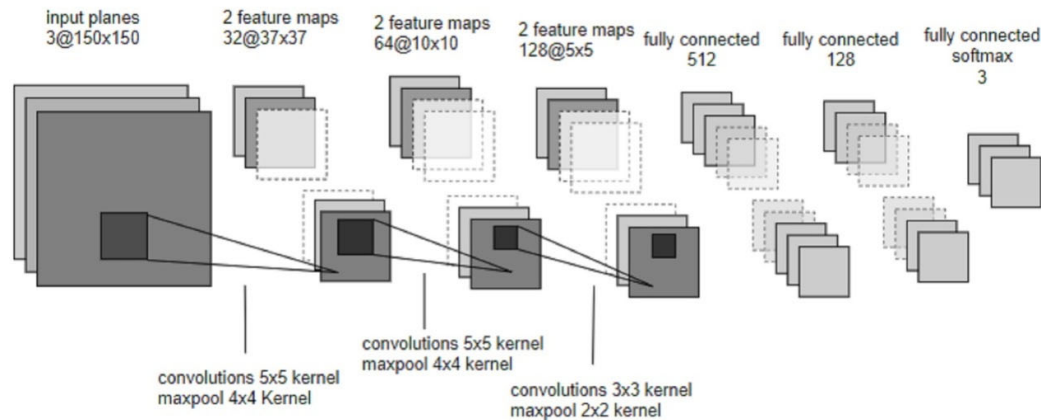 input planes
3@150x150
2 feature maps
32@37x37
2 feature maps
64@10x10
2 feature maps
128@5x5
fully connected
512
fully connected
128
fully connected
softmax
3
convolutions 5x5 kernel
maxpool 4x4 Kernel
convolutions 5x5 kernel
maxpool 4x4 kernel
convolutions 3x3 kernel
maxpool 2x2 kernel